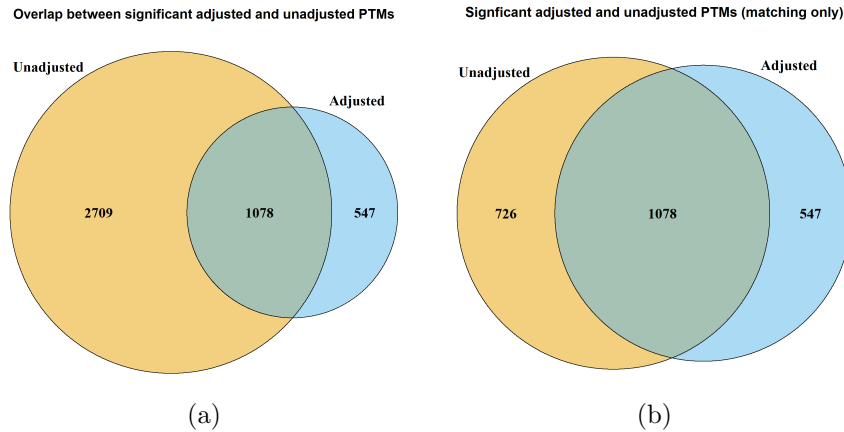 Overlap between significant adjusted and unadjusted PTMs
Unadjusted
Adjusted
2709
1078
547
(a)
Signficant adjusted and unadjusted PTMs (matching only)
Unadjusted
Adjusted
726
1078
547
(b)